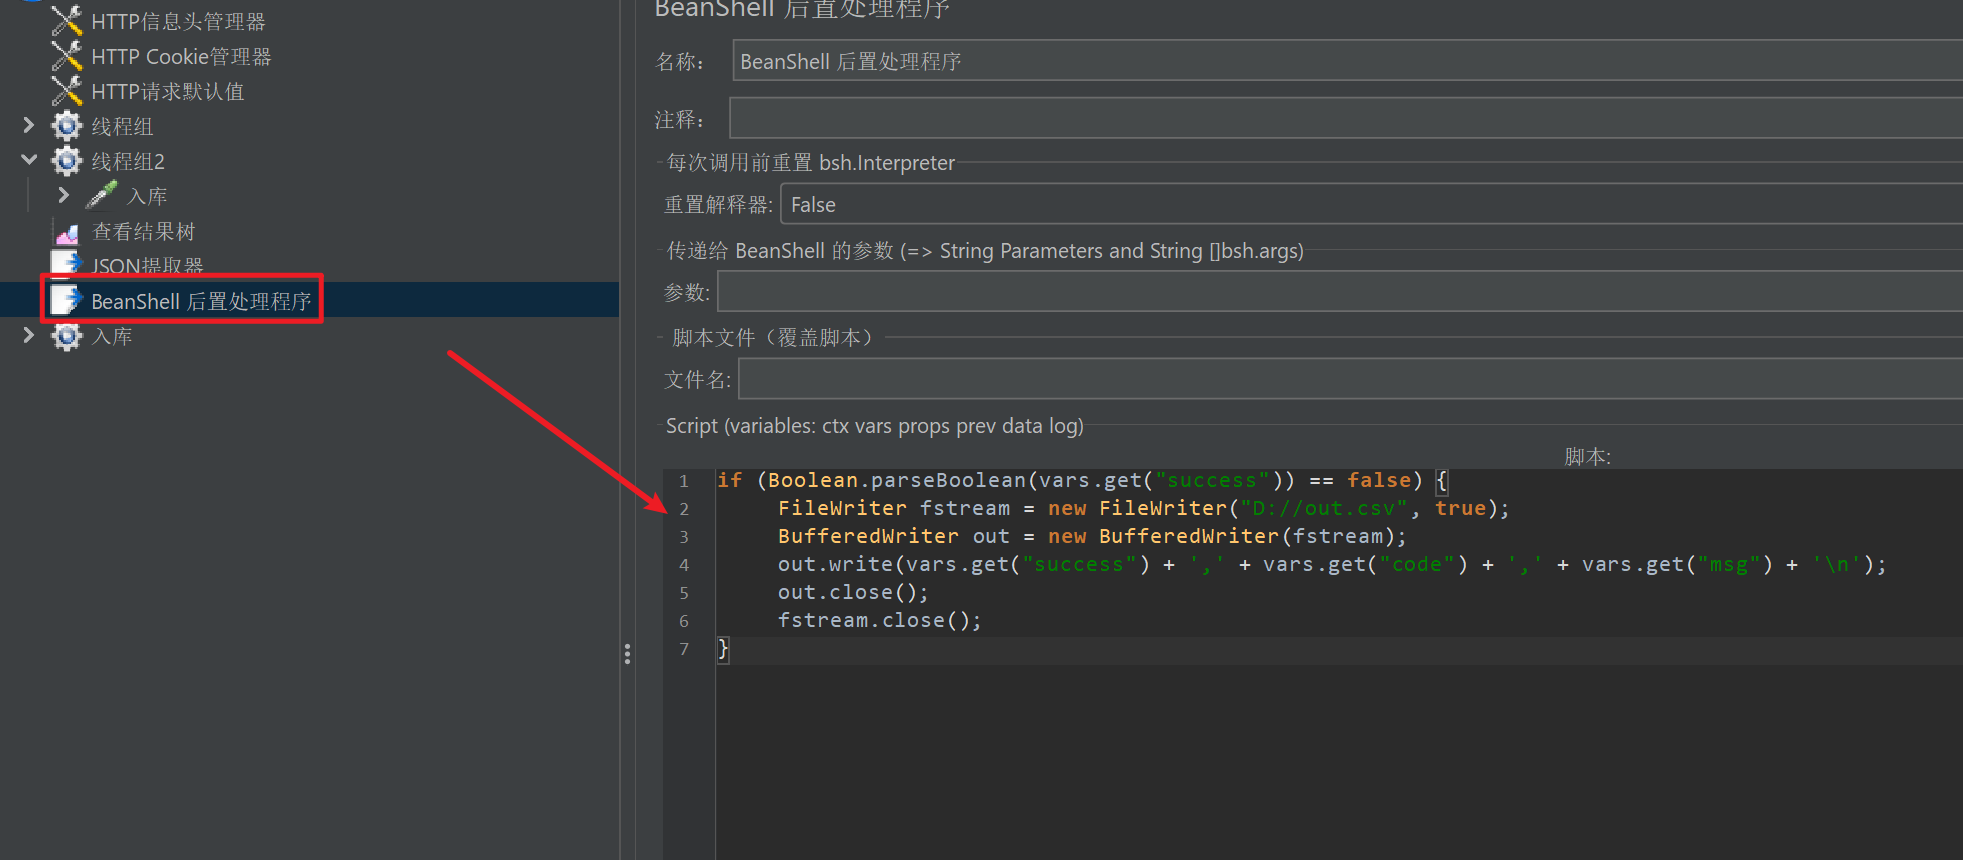 HTTP信息头管理器
HTTP Cookie管理器
HTTP请求默认值
线程组
线程组2
入库
查看结果树
JSON提取器
BeanShell 后置处理程序
入库
BeanShell 后置处理程序
名称：
BeanShell 后置处理程序
注释：
每次调用前重置 bsh.Interpreter
重置解释器:
False
传递给 BeanShell 的参数 (=> String Parameters and String []bsh.args)
参数:
脚本文件（覆盖脚本）
文件名:
Script (variables: ctx vars props prev data log)
脚本:
1 if (Boolean.parseBoolean(vars.get("success")) == false) {
2     FileWriter fstream = new FileWriter("D://out.csv", true);
3     BufferedWriter out = new BufferedWriter(fstream);
4     out.write(vars.get("success") + ',' + vars.get("code") + ',' + vars.get("msg") + '\n');
5     out.close();
6     fstream.close();
7 }